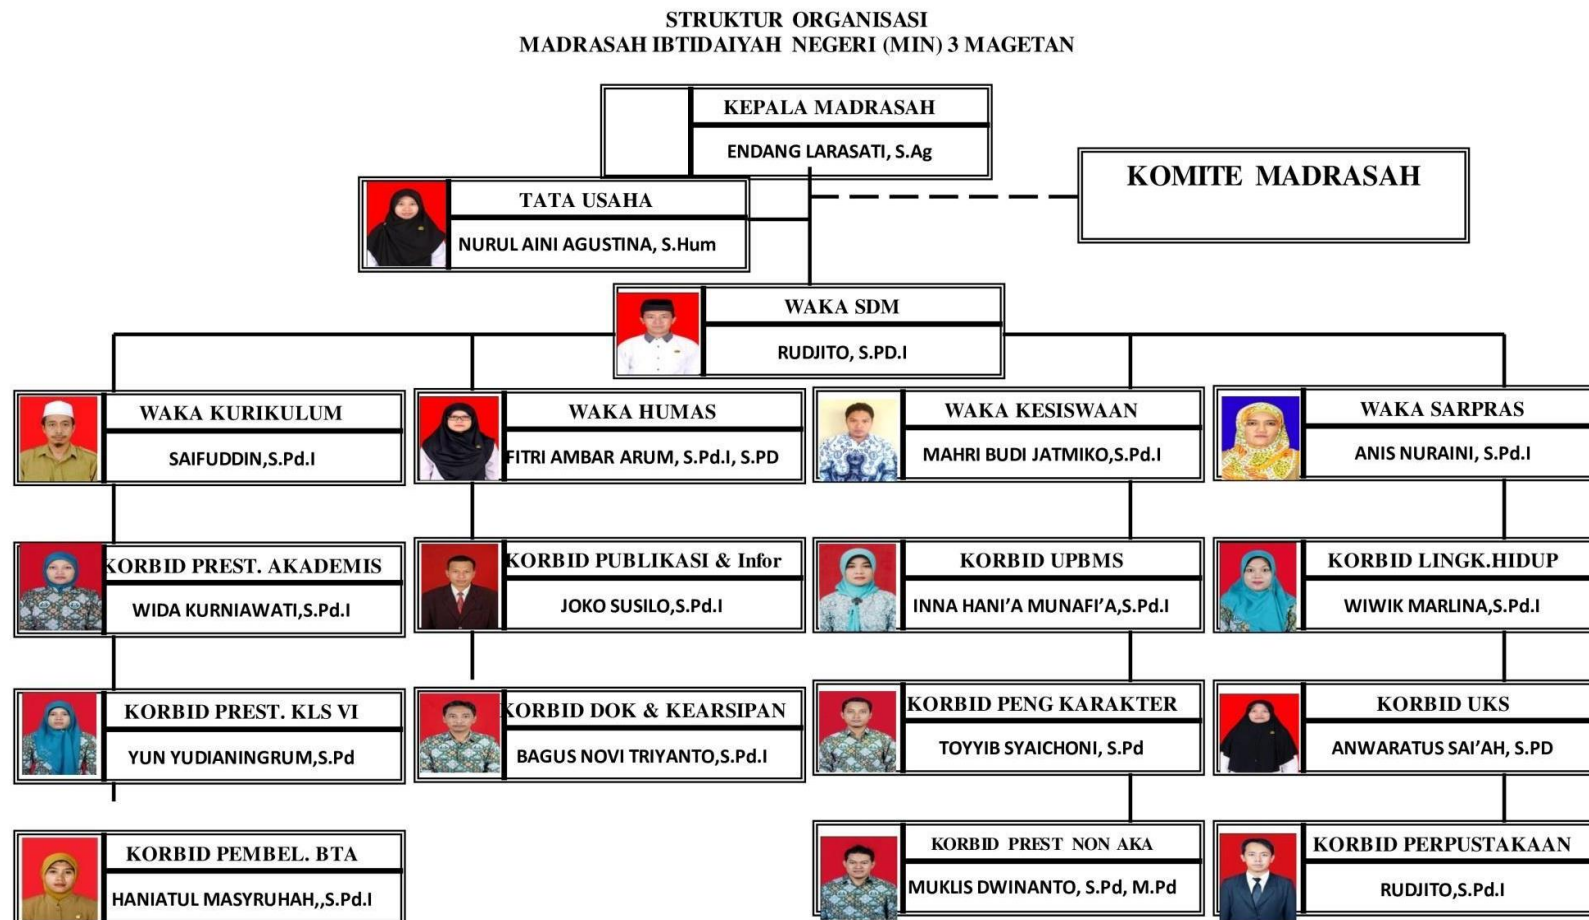 STRUKTUR ORGANISASI
MADRASAH IBTIDAIYAH NEGERI (MIN) 3 MAGETAN
KEPALA MADRASAH
ENDANG LARASATI, S.Ag
KOMITE MADRASAH
TATA USAHA
NURUL AINI AGUSTINA, S.Hum
WAKA SDM
RUDJITO, S.PD.I
WAKA KURIKULUM
SAIFUDDIN,S.Pd.I
WAKA HUMAS
FITRI AMBAR ARUM, S.Pd.I, S.PD
WAKA KESISWAAN
MAHRI BUDI JATMIKO,S.Pd.I
WAKA SARPRAS
ANIS NURAINI, S.Pd.I
KORBID PREST. AKADEMIS
WIDA KURNIAWATI,S.Pd.I
KORBID PUBLIKASI & Infor
JOKO SUSILO,S.Pd.I
KORBID UPBMS
INNA HANI’A MUNAFI’A,S.Pd.I
KORBID LINGK.HIDUP
WIWIK MARLINA,S.Pd.I
KORBID PREST. KLS VI
YUN YUDIANINGRUM,S.Pd
KORBID DOK & KEARSIPAN
BAGUS NOVI TRIYANTO,S.Pd.I
KORBID PENG KARAKTER
TOYYIB SYAICHONI, S.Pd
KORBID UKS
ANWARATUS SAI’AH, S.PD
KORBID PEMBEL. BTA
HANIATUL MASYRUHAH,,S.Pd.I
KORBID PREST NON AKA
MUKLIS DWINANTO, S.Pd, M.Pd
KORBID PERPUSTAKAAN
RUDJITO,S.Pd.I